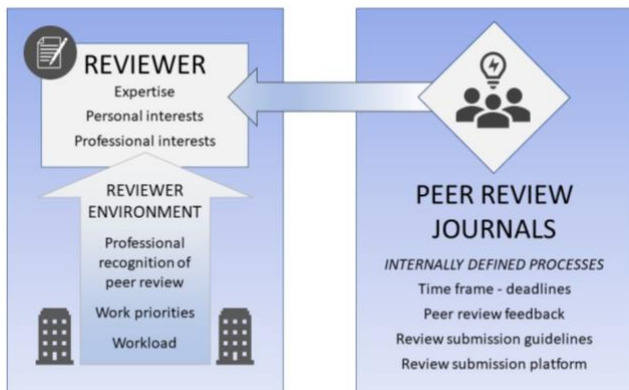 REVIEWER
Expertise
Personal interests
Professional interests
REVIEWER
ENVIRONMENT
Professional
recognition of
peer review
Work priorities
Workload
PEER REVIEW
JOURNALS
INTERNALLY DEFINED PROCESSES
Time frame - deadlines
Peer review feedback
Review submission guidelines
Review submission platform